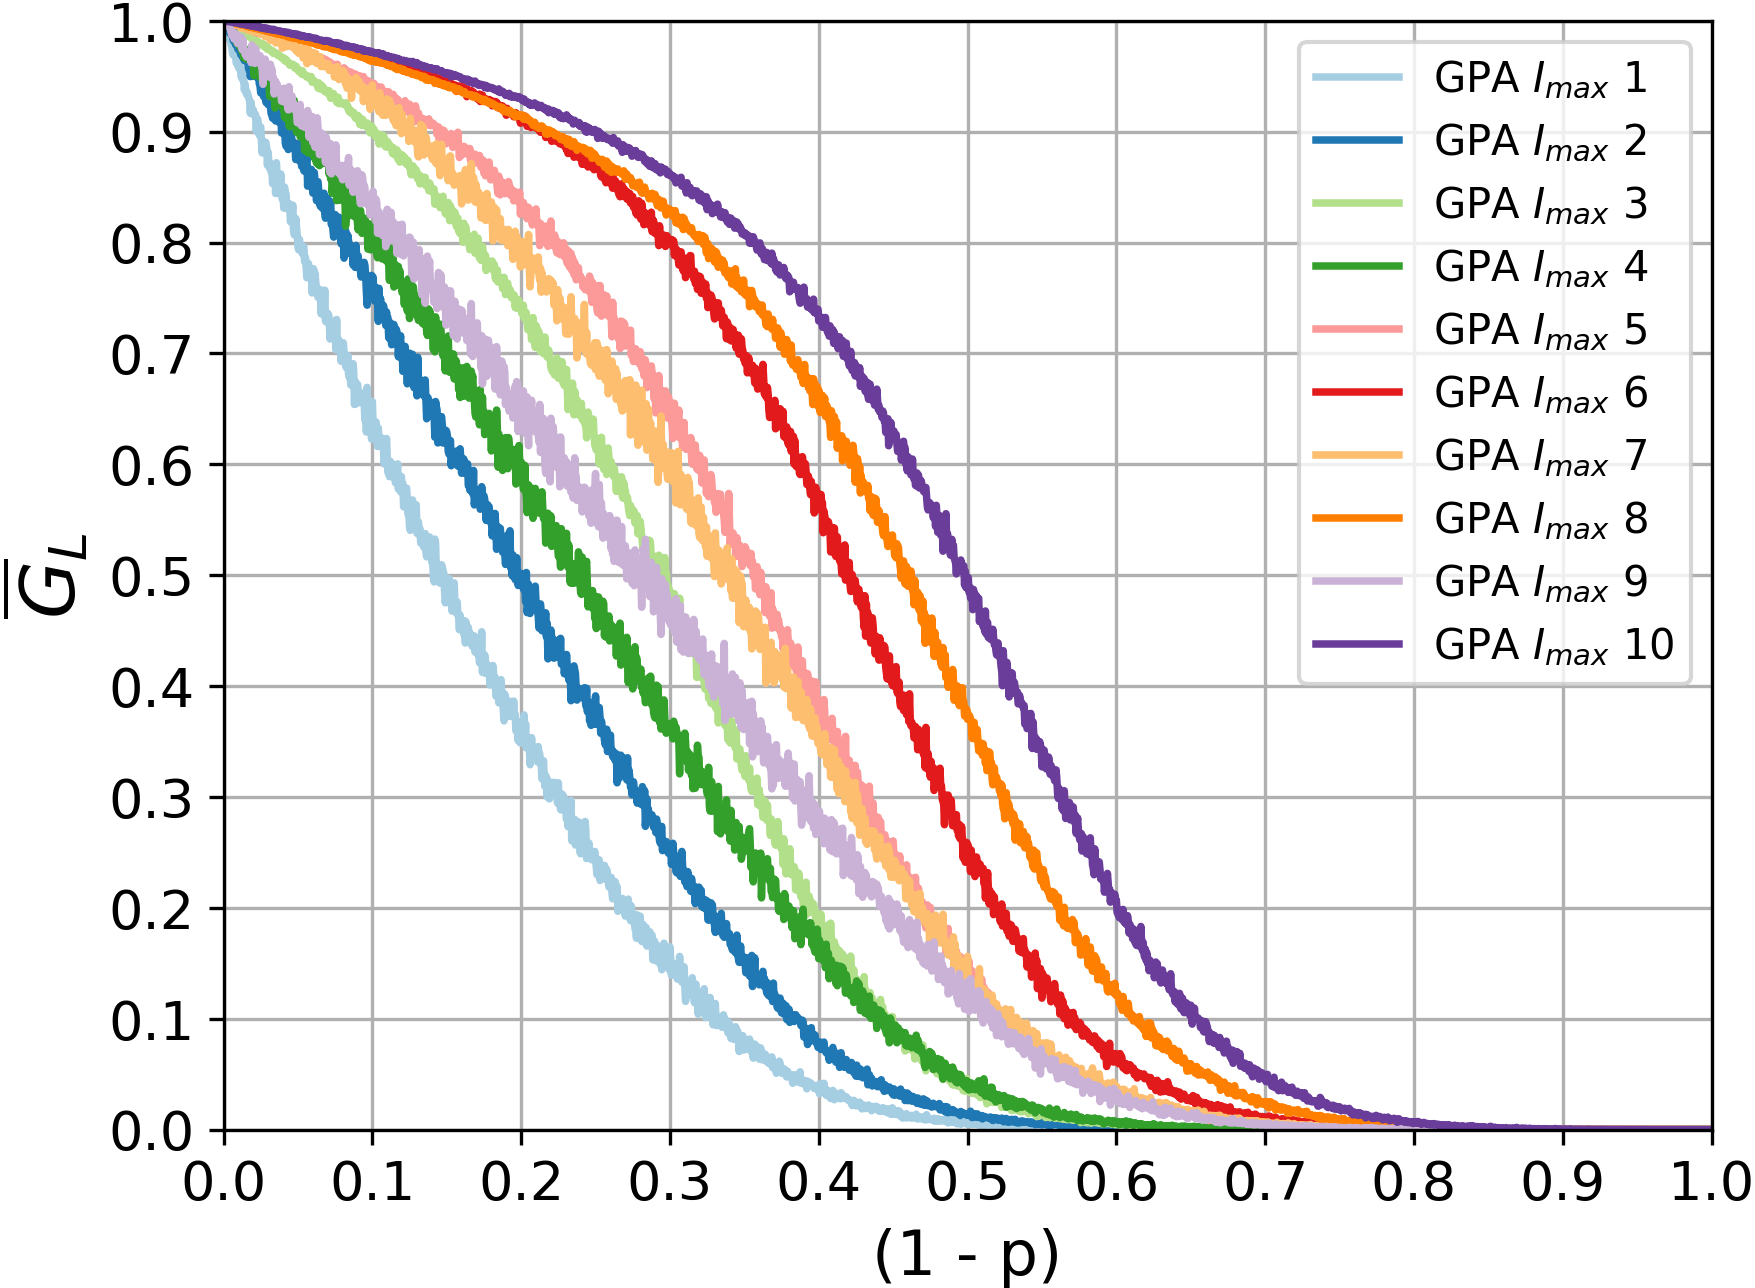 1.0
0.9
0.8
0.7
0.6
0.5
0.4
0.3
0.2
0.1
0.0
G̅L
GPA Imax 1
GPA Imax 2
GPA Imax 3
GPA Imax 4
GPA Imax 5
GPA Imax 6
GPA Imax 7
GPA Imax 8
GPA Imax 9
GPA Imax 10
0.0 0.1 0.2 0.3 0.4 0.5 0.6 0.7 0.8 0.9 1.0
(1 - p)